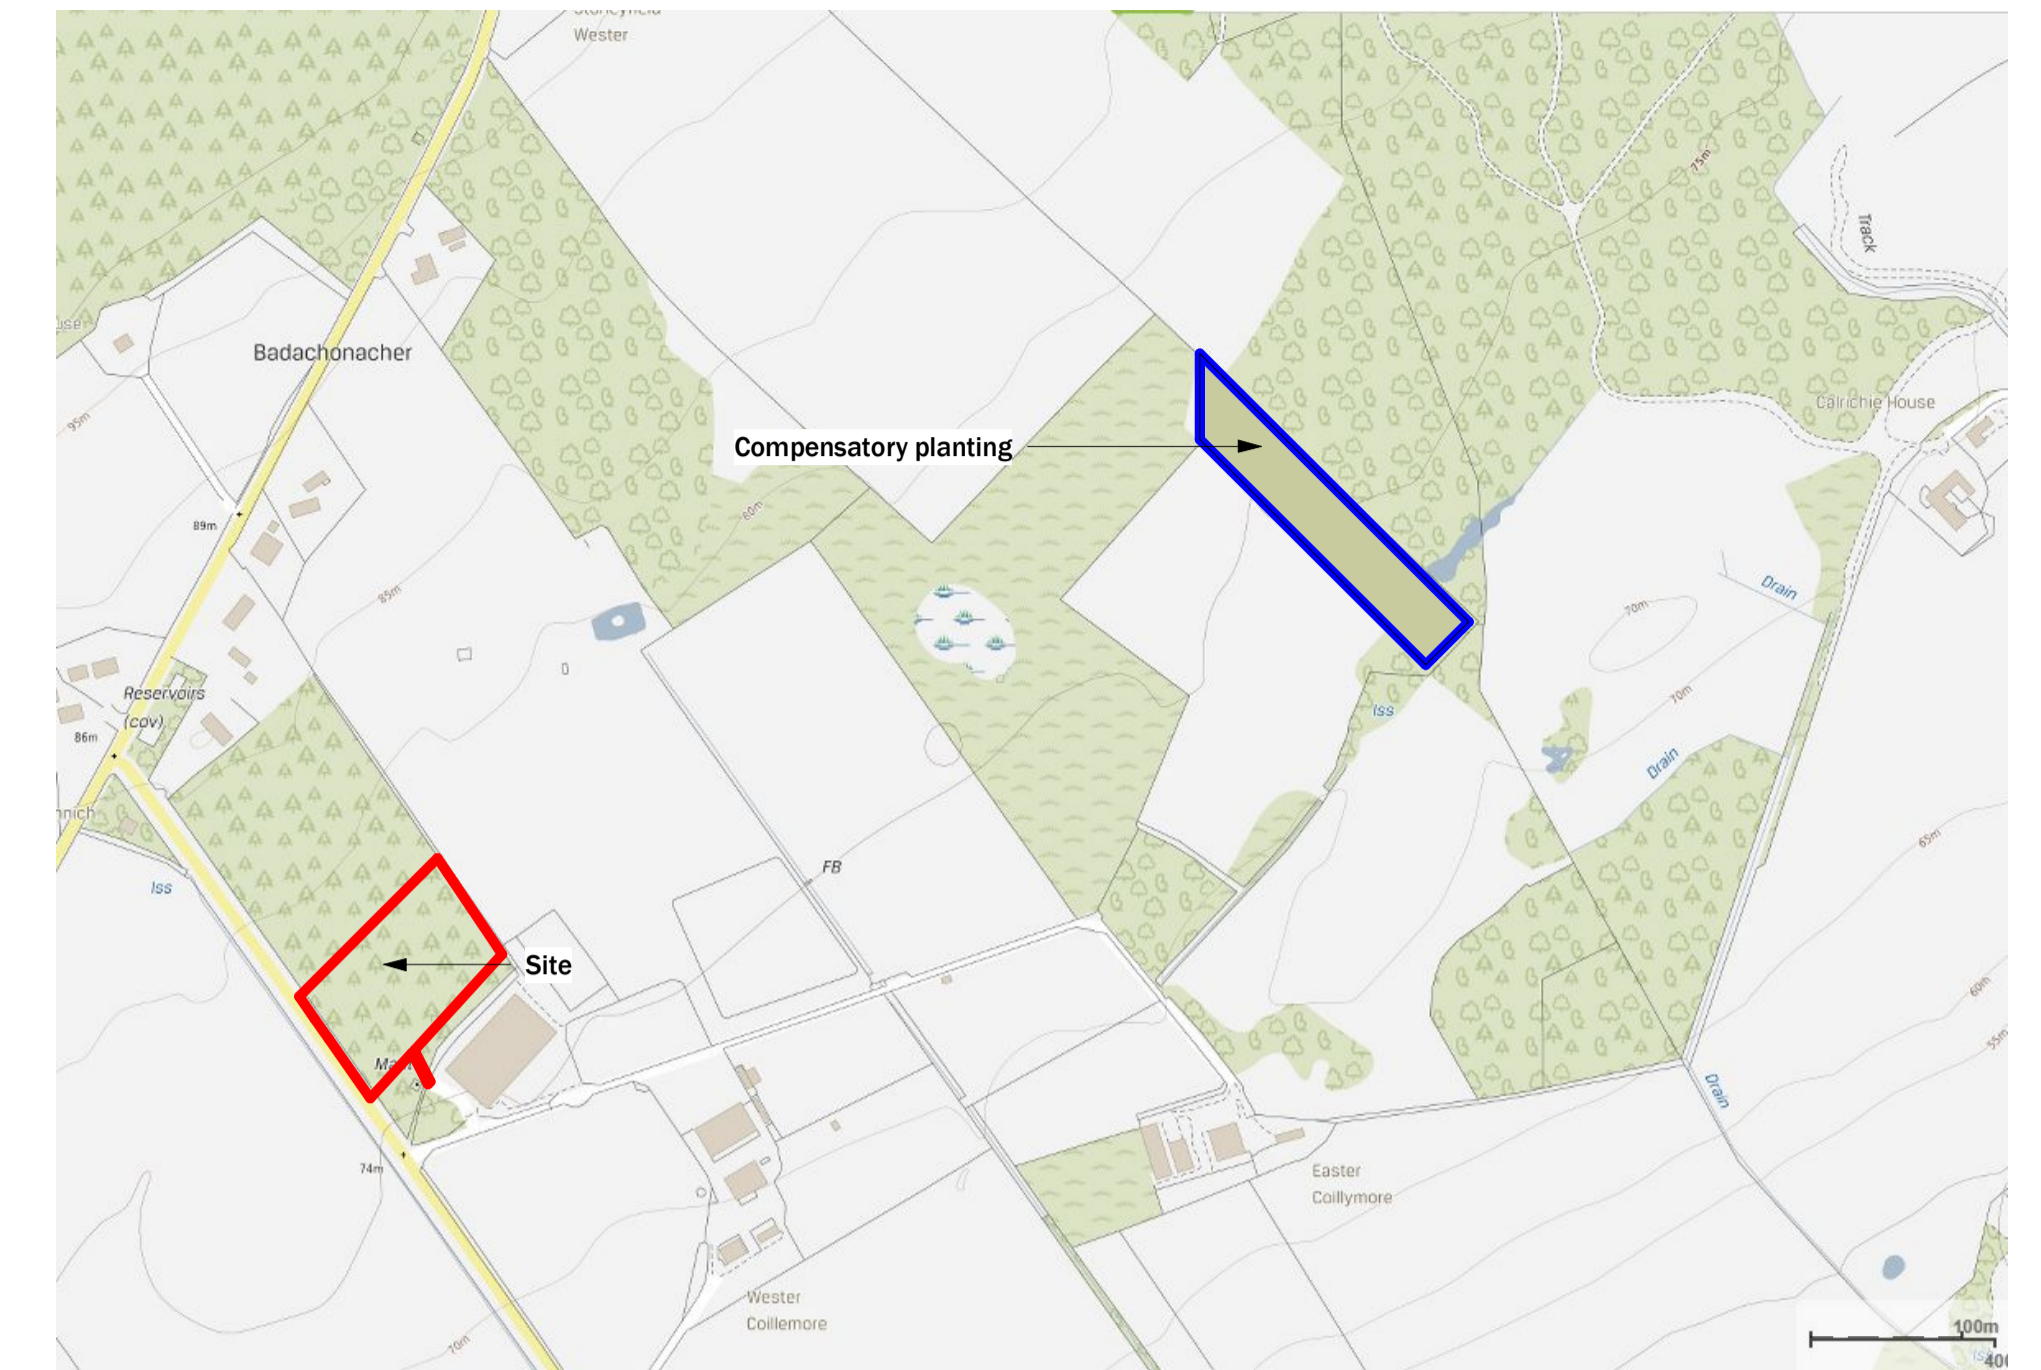 Wester
Track
75m
Badachonacher
Calrichie House
95m
Compensatory planting
80m
89m
85m
Drain
70m
Reservoirs
(cov)
70m
Iss
86m
Drain
65m
FB
Iss
Site
60m
55m
Drain
74m
Easter
Coillymore
Wester
Coillemore
100m
70m